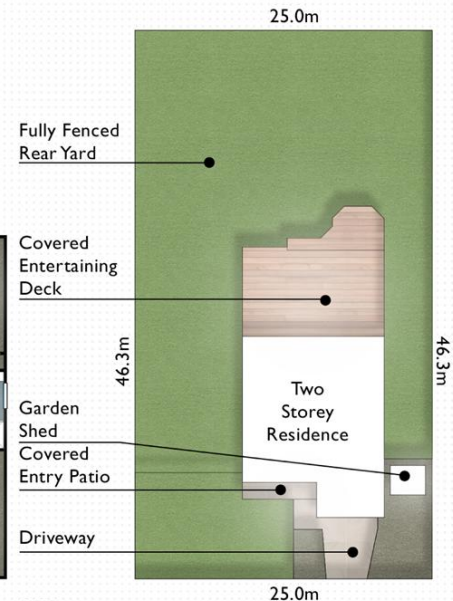 25.0m
Fully Fenced
Rear Yard
Covered
Entertaining
Deck
46.3m
46.3m
Two
Storey
Residence
Garden
Shed
Covered
Entry Patio
Driveway
25.0m